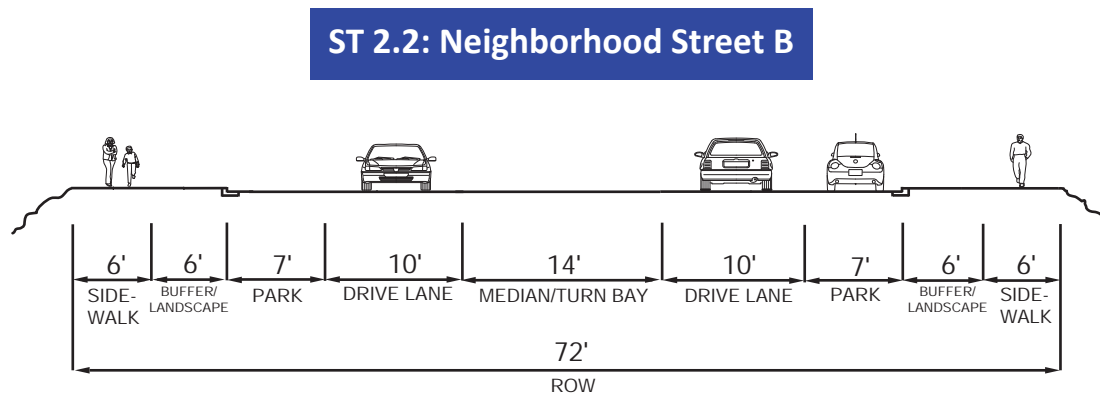 ST 2.2: Neighborhood Street B
6' 6' 7' 10' 14' 10' 7' 6' 6'
SIDE-
WALK
BUFFER/
LANDSCAPE
PARK
DRIVE LANE
MEDIAN/TURN BAY
DRIVE LANE
PARK
BUFFER/
LANDSCAPE
SIDE-
WALK
72'
ROW